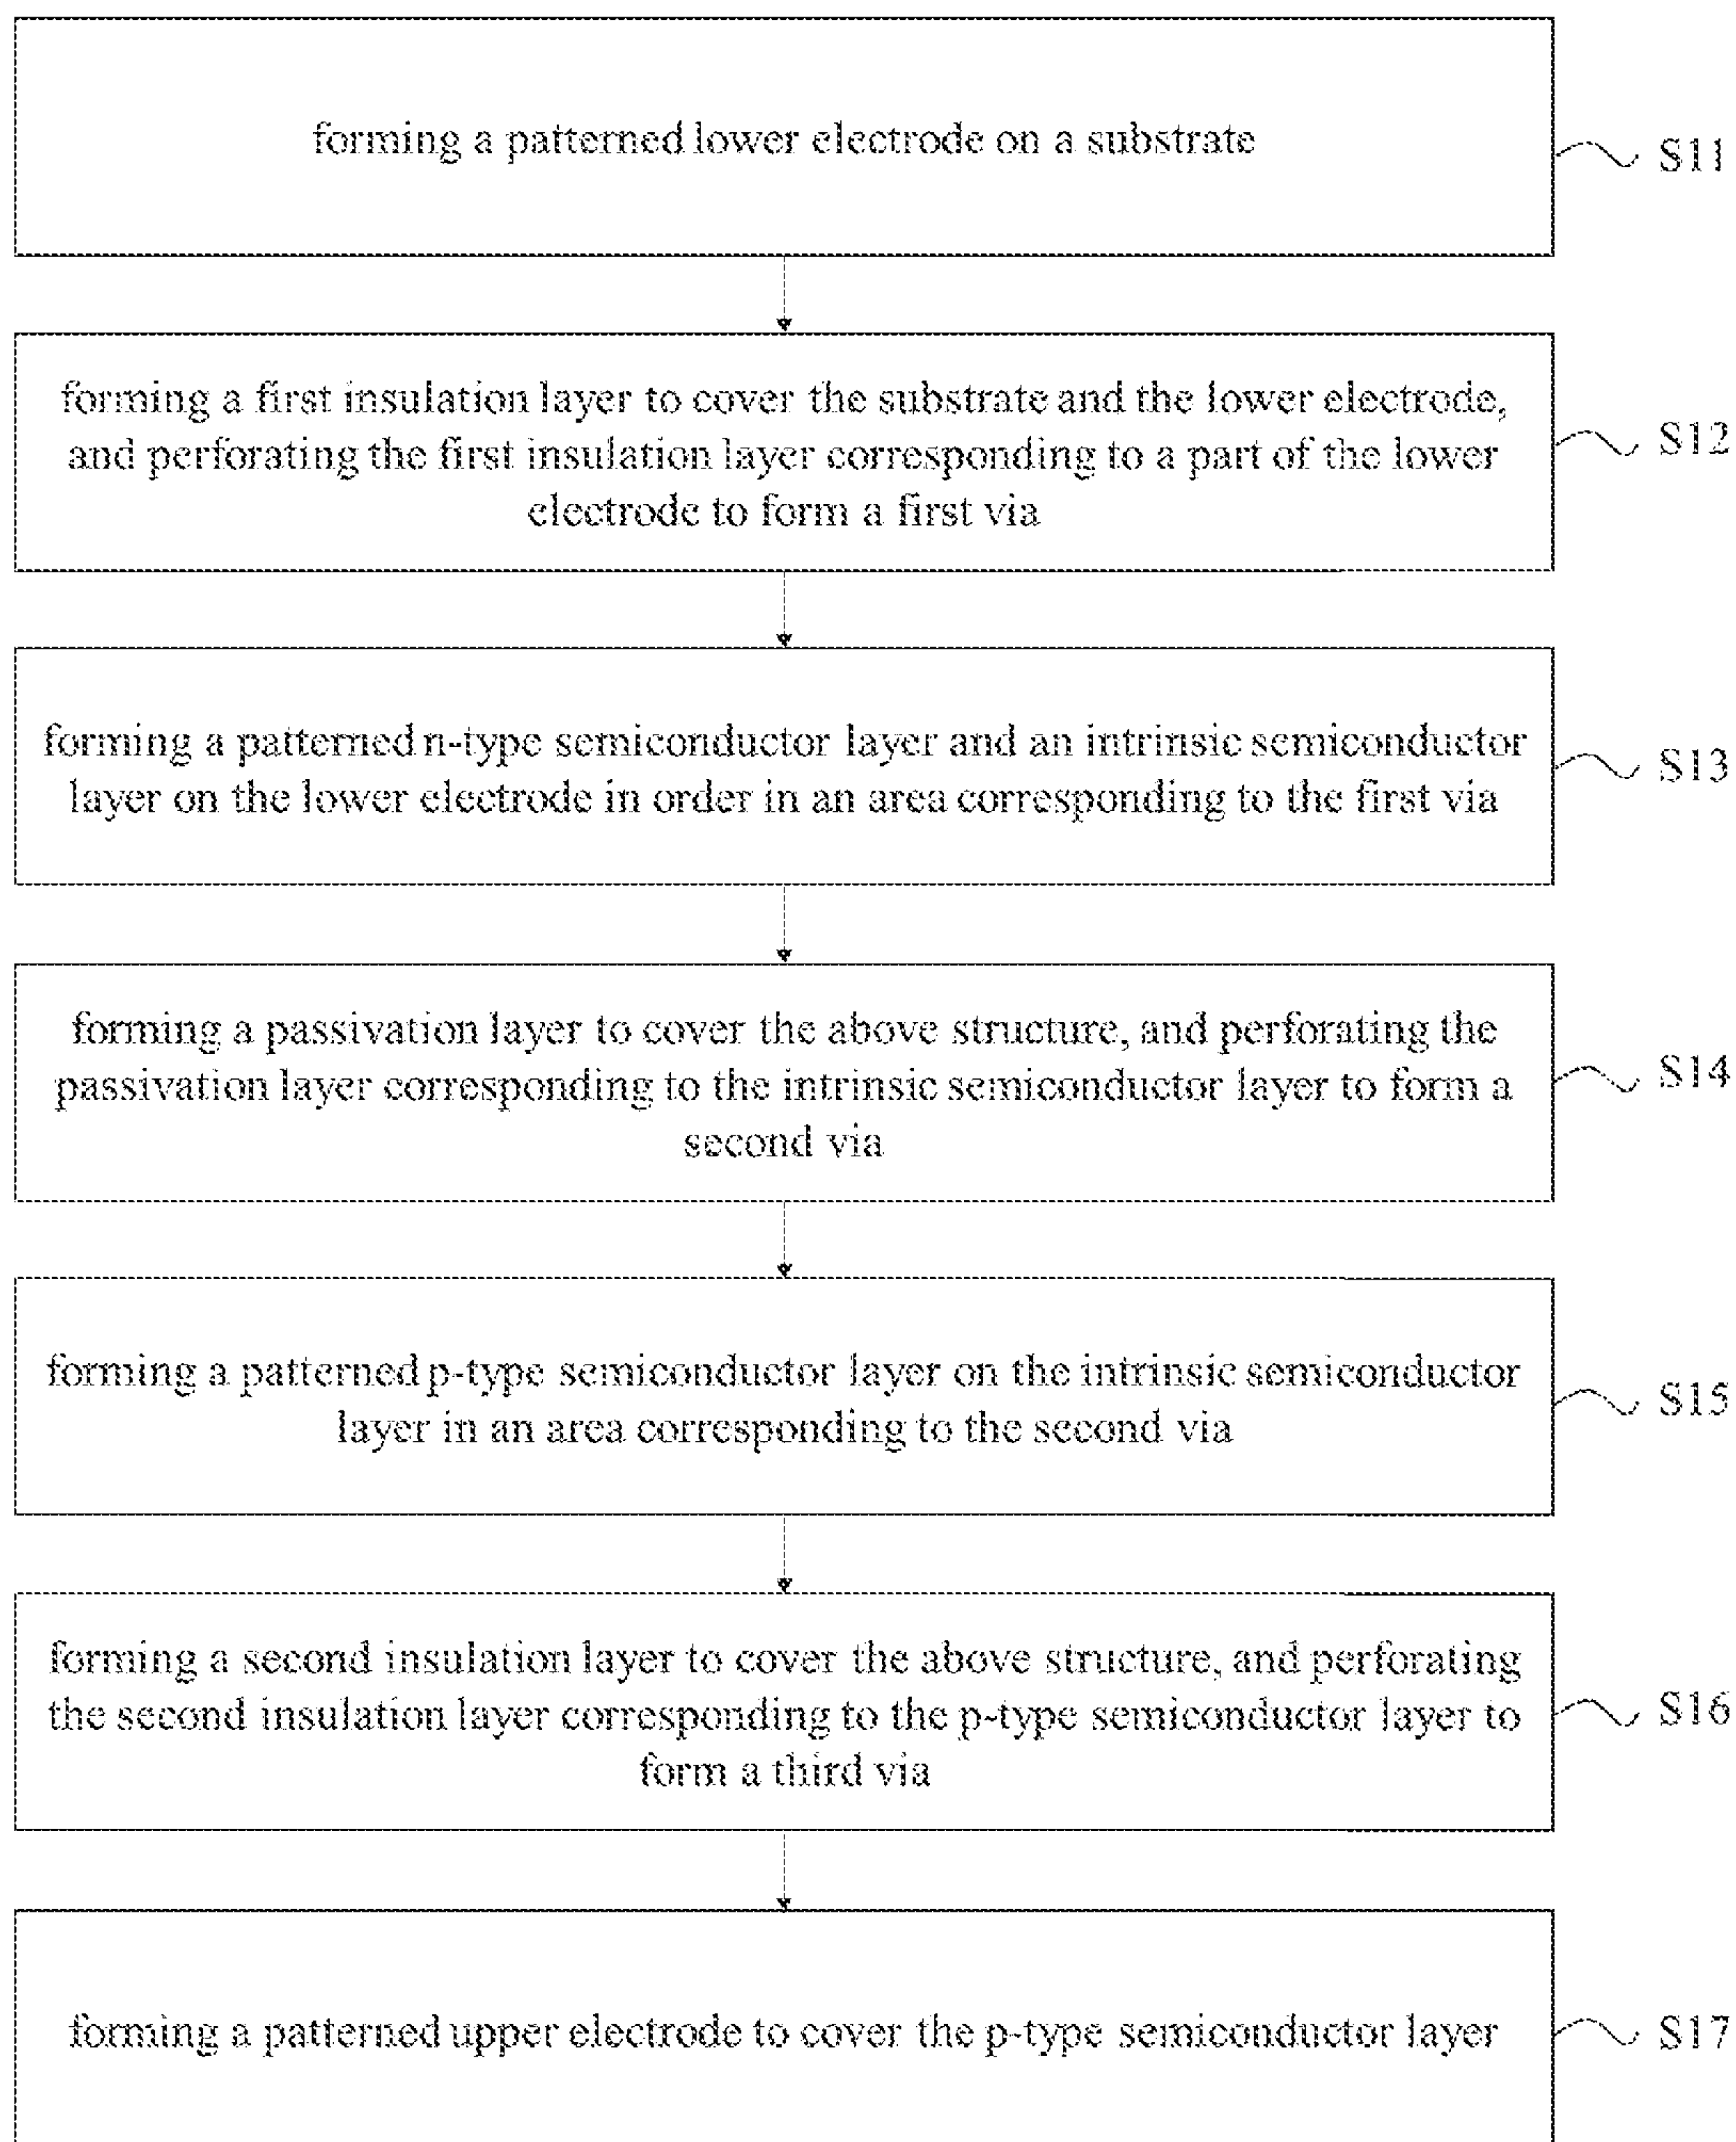 forming a patterned lower electrode on a substrate
S11
forming a first insulation layer to cover the substrate and the lower electrode,
and perforating the first insulation layer corresponding to a part of the lower
electrode to form a first via
S12
forming a patterned n-type semiconductor layer and an intrinsic semiconductor
layer on the lower electrode in order in an area corresponding to the first via
S13
forming a passivation layer to cover the above structure, and perforating the
passivation layer corresponding to the intrinsic semiconductor layer to form a
second via
S14
forming a patterned p-type semiconductor layer on the intrinsic semiconductor
layer in an area corresponding to the second via
S15
forming a second insulation layer to cover the above structure, and perforating
the second insulation layer corresponding to the p-type semiconductor layer to
form a third via
S16
forming a patterned upper electrode to cover the p-type semiconductor layer
S17